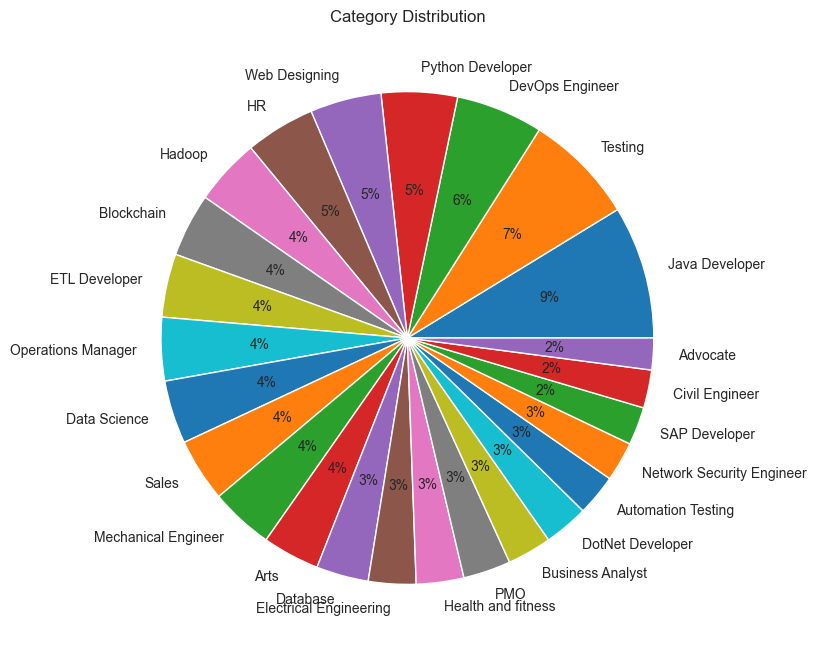 Category Distribution
Java Developer
9%
Testing
7%
DevOps Engineer
6%
Python Developer
5%
Web Designing
5%
HR
5%
Hadoop
4%
Blockchain
4%
ETL Developer
4%
Operations Manager
4%
Data Science
4%
Sales
4%
Mechanical Engineer
4%
Arts
4%
Database
3%
Electrical Engineering
3%
Health and fitness
3%
PMO
3%
Business Analyst
3%
DotNet Developer
3%
Automation Testing
3%
Network Security Engineer
3%
SAP Developer
2%
Civil Engineer
2%
Advocate
2%